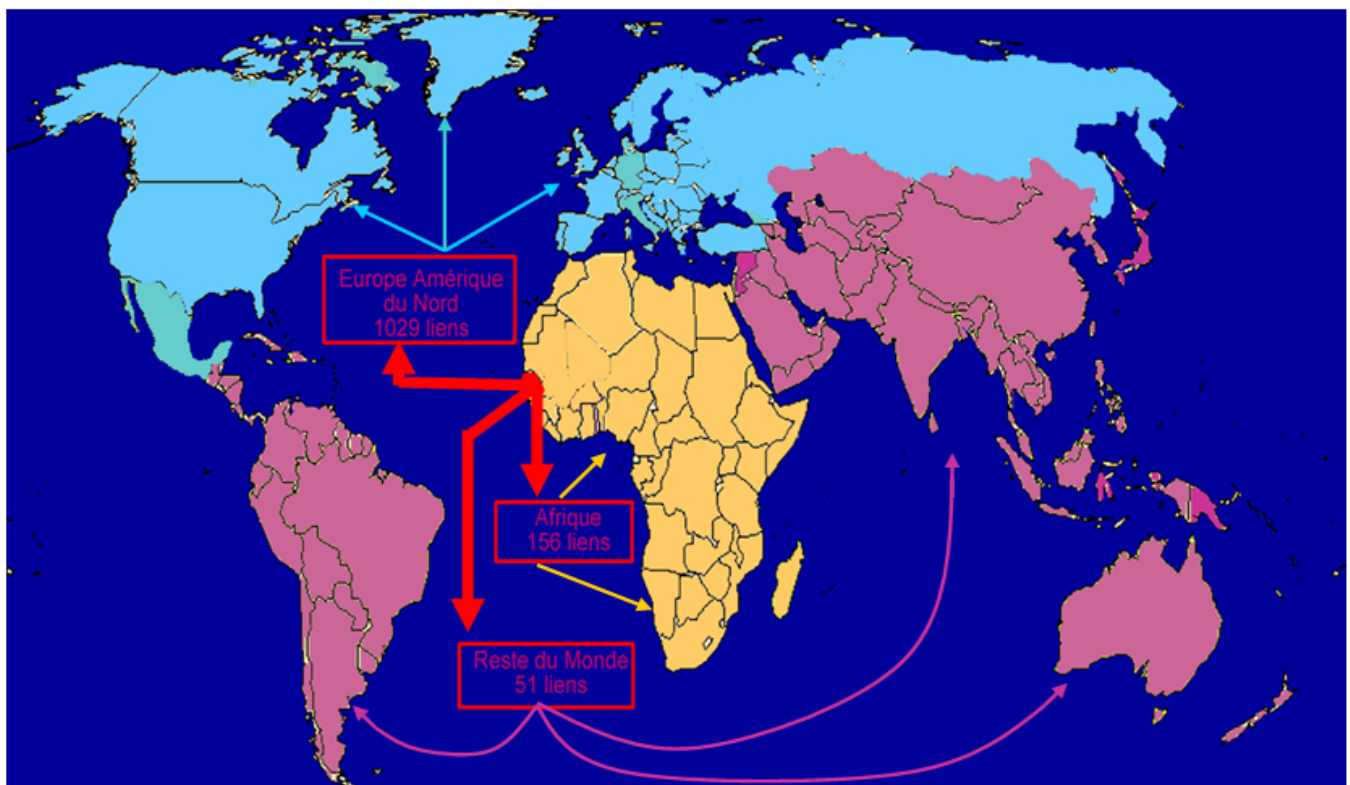 Europe Amérique
du Nord
1029 liens
Afrique
156 liens
Reste du Monde
51 liens